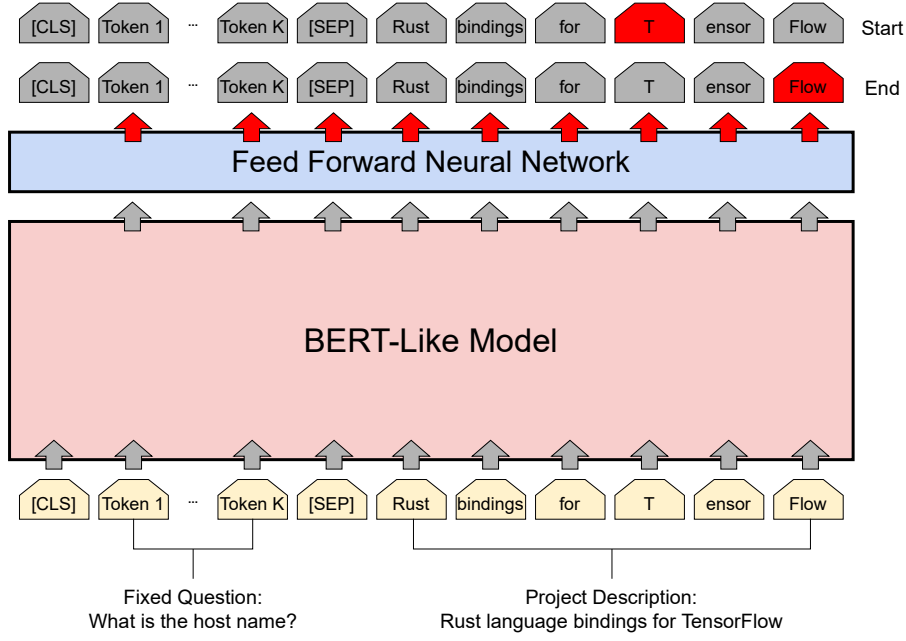 [CLS] Token 1 ... Token K [SEP] Rust bindings for T ensor Flow Start
[CLS] Token 1 ... Token K [SEP] Rust bindings for T ensor Flow End
Feed Forward Neural Network
BERT-Like Model
[CLS] Token 1 ... Token K [SEP] Rust bindings for T ensor Flow
Fixed Question:
What is the host name?
Project Description:
Rust language bindings for TensorFlow